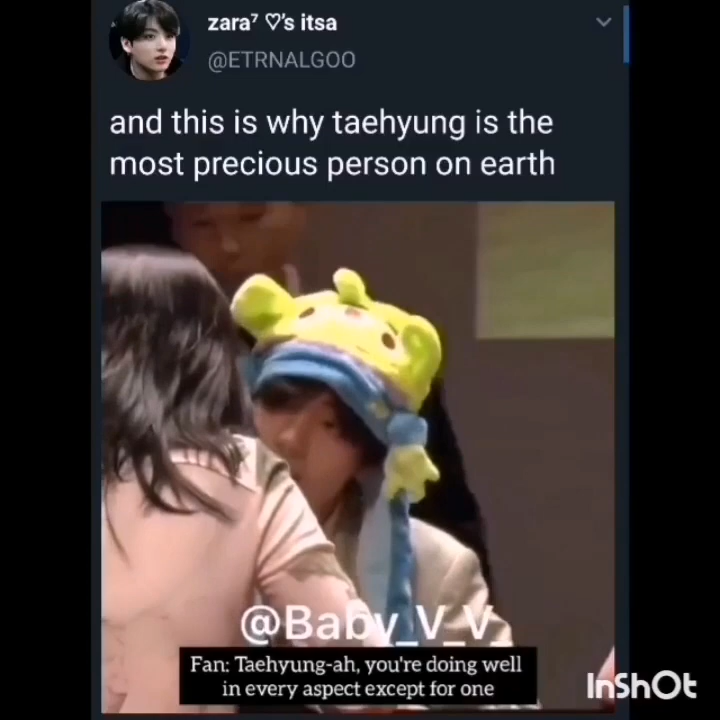 zara⁷ ♡'s itsa
@ETRNALGOO
and this is why taehyung is the
most precious person on earth
@Baby_V_V_
Fan: Taehyung-ah, you're doing well
in every aspect except for one
InShOt